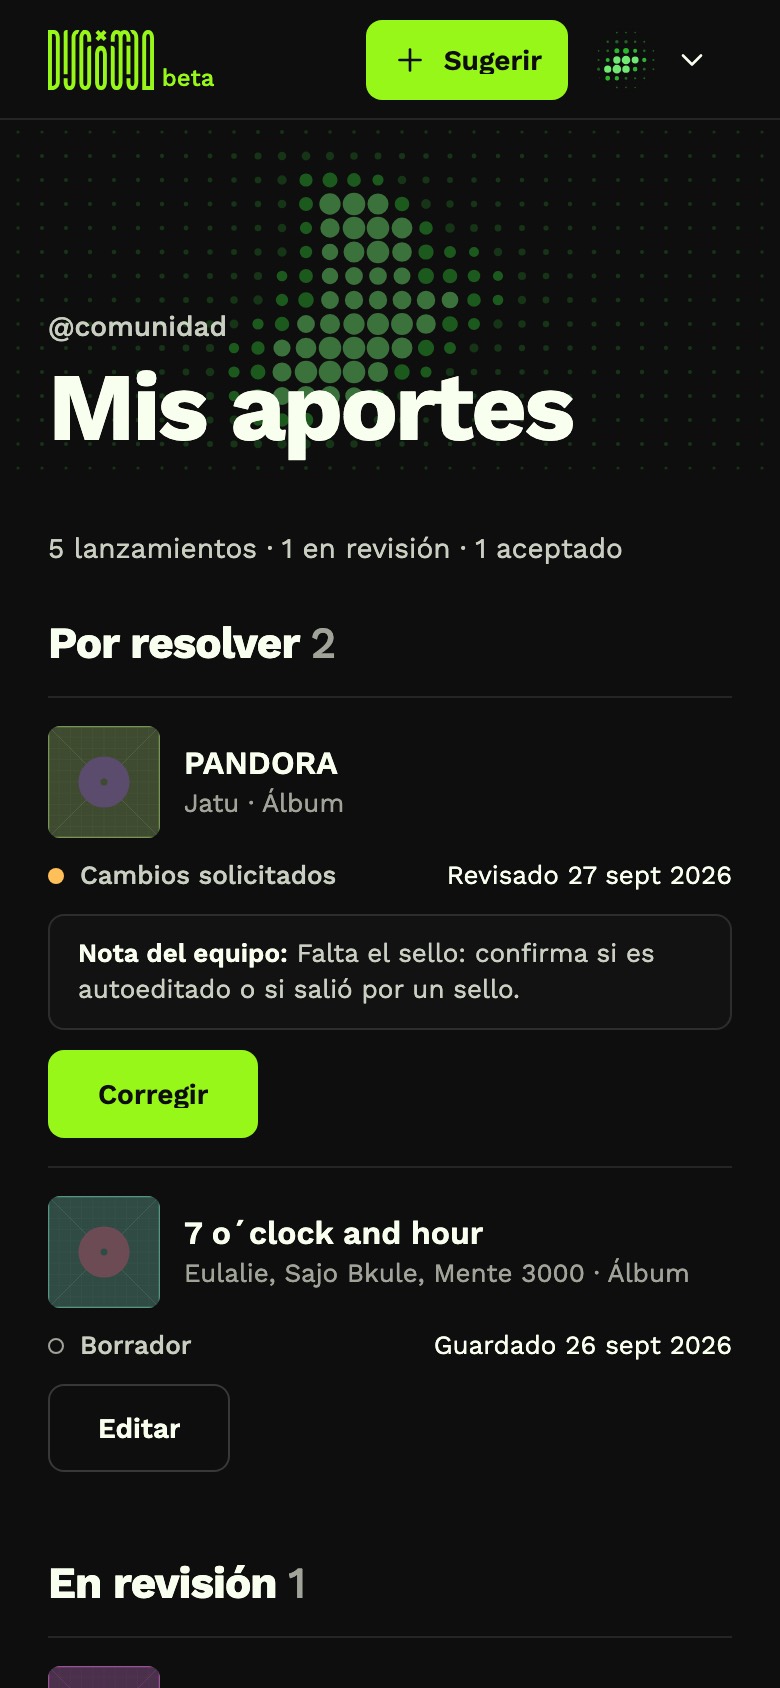 beta
+ Sugerir
@comunidad
Mis aportes
5 lanzamientos · 1 en revisión · 1 aceptado
Por resolver 2
PANDORA
Jatu · Álbum
Cambios solicitados
Revisado 27 sept 2026
Nota del equipo: Falta el sello: confirma si es
autoeditado o si salió por un sello.
Corregir
7 o´clock and hour
Eulalie, Sajo Bkule, Mente 3000 · Álbum
Borrador
Guardado 26 sept 2026
Editar
En revisión 1